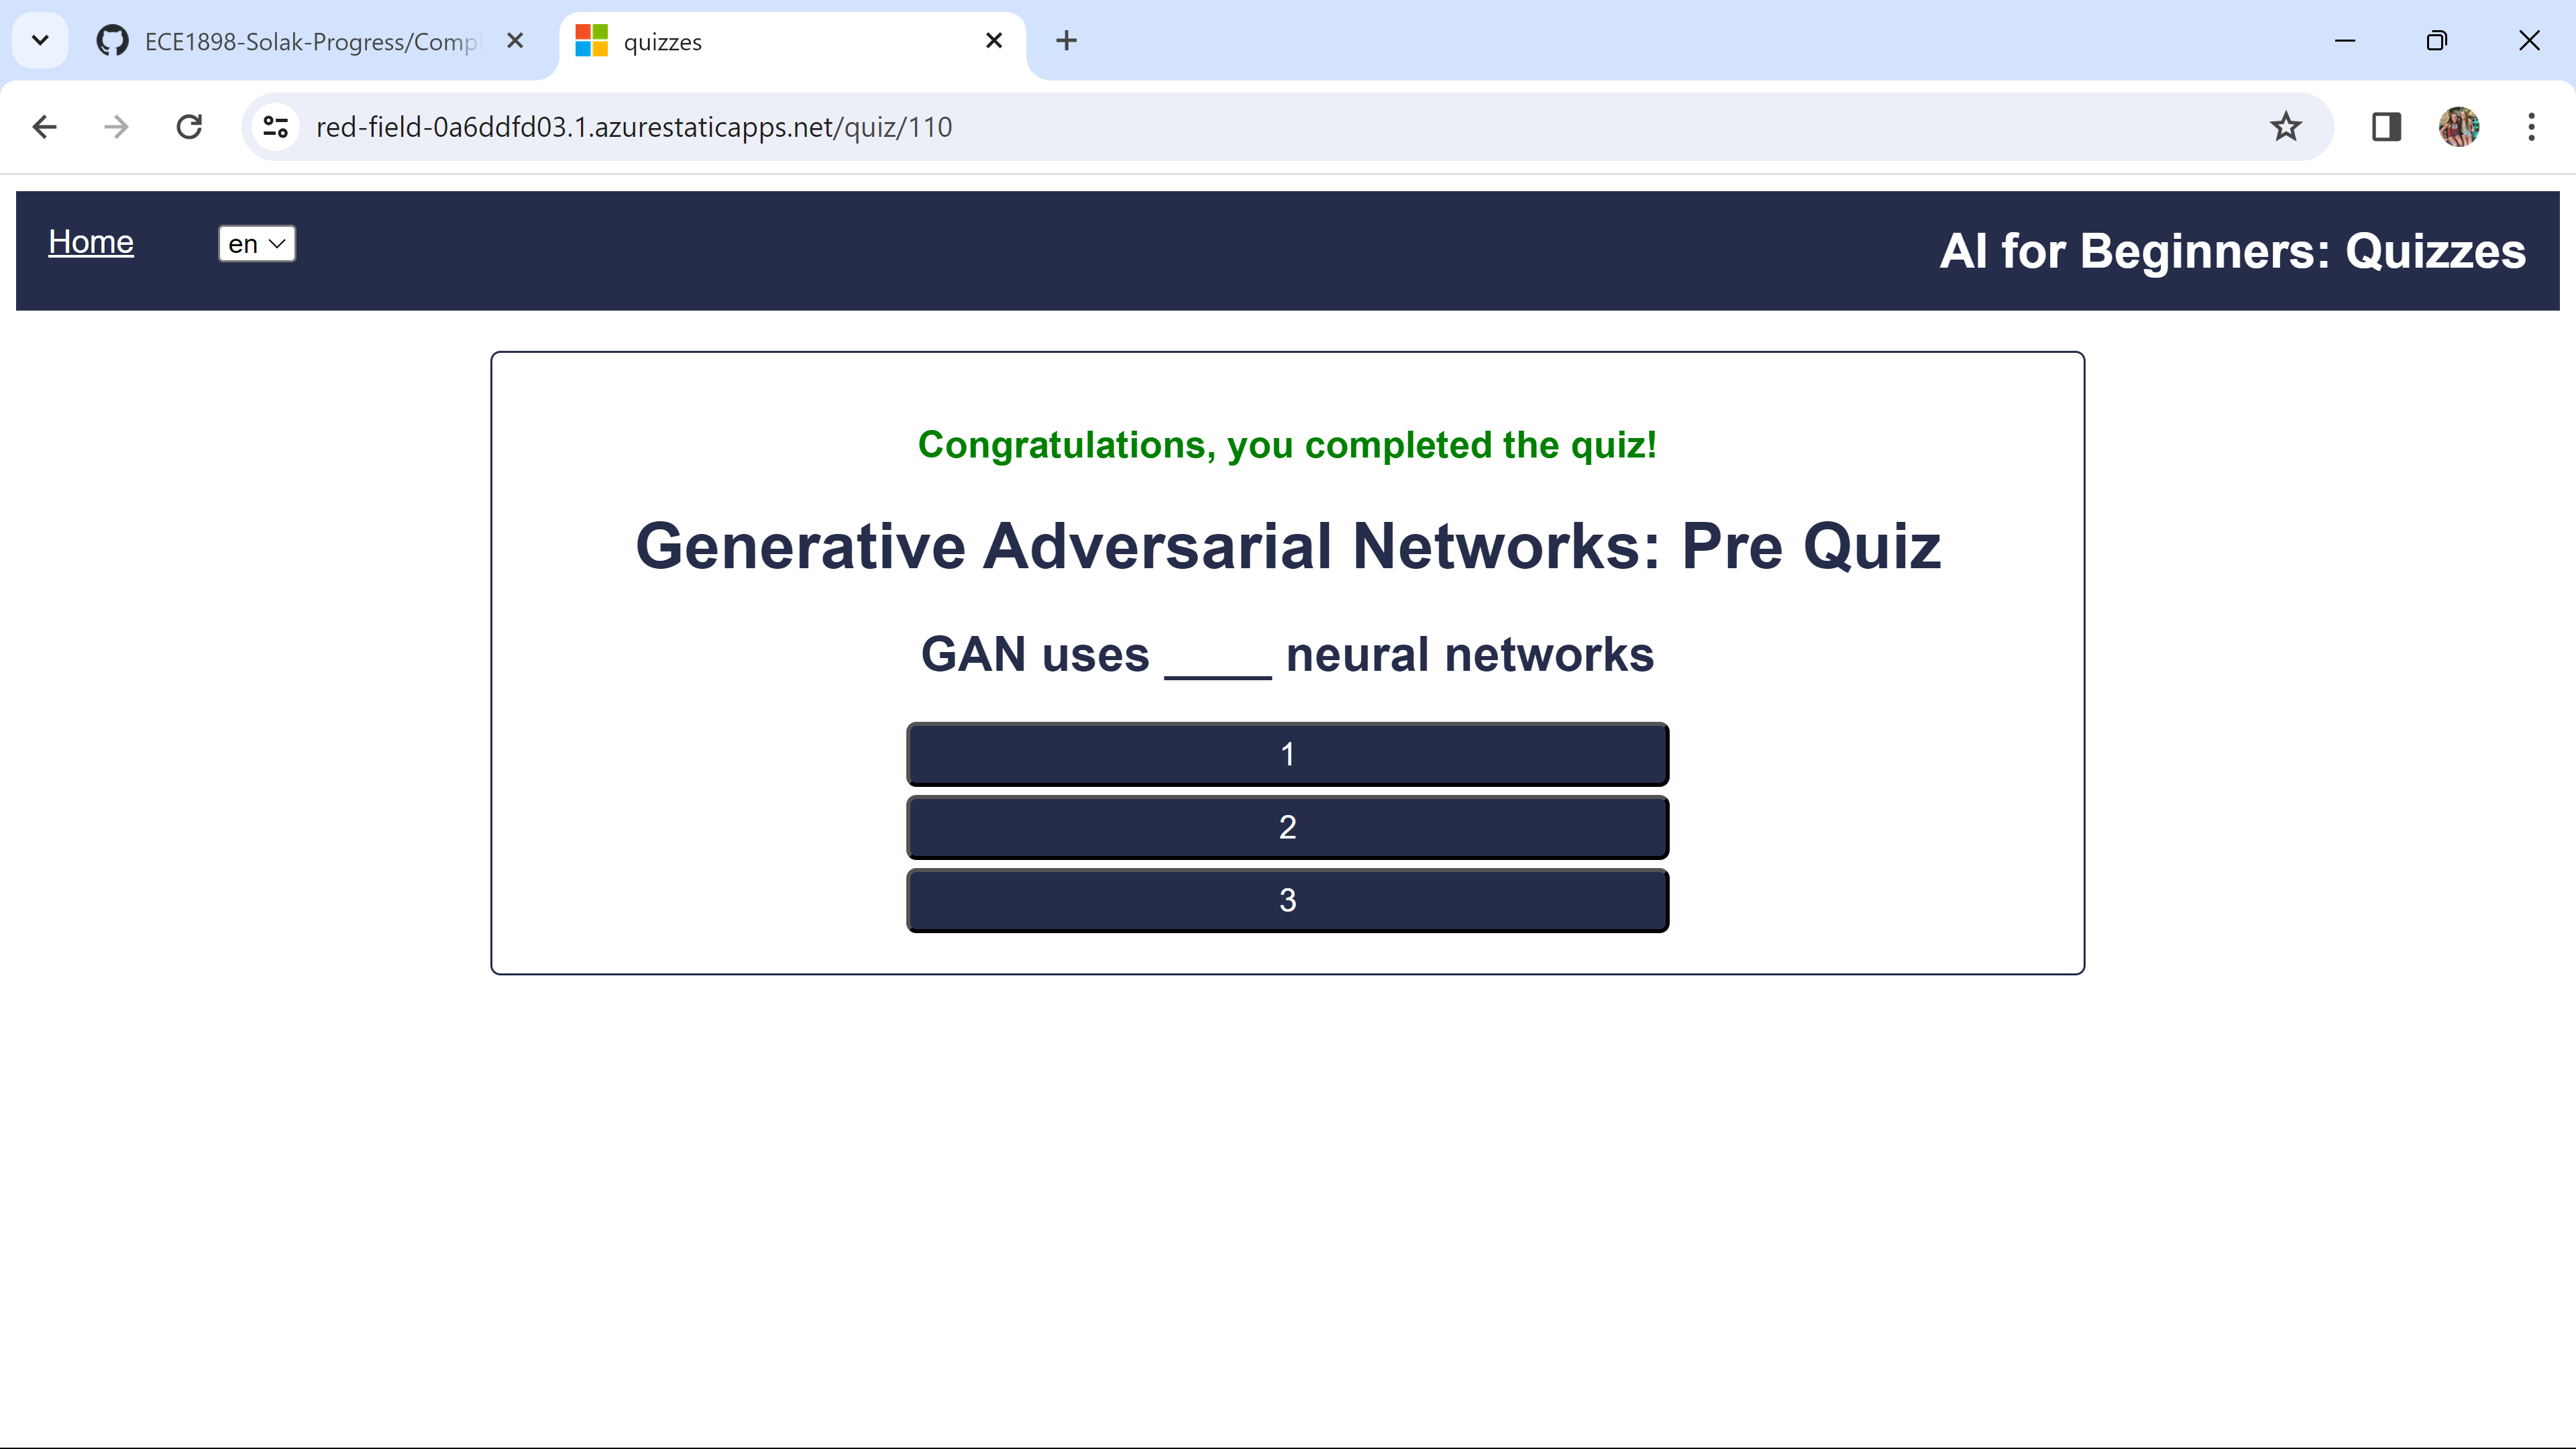 ECE1898-Solak-Progress/Comp
quizzes
red-field-0a6ddfd03.1.azurestaticapps.net/quiz/110
Home
en
AI for Beginners: Quizzes
Congratulations, you completed the quiz!
Generative Adversarial Networks: Pre Quiz
GAN uses ____ neural networks
1
2
3